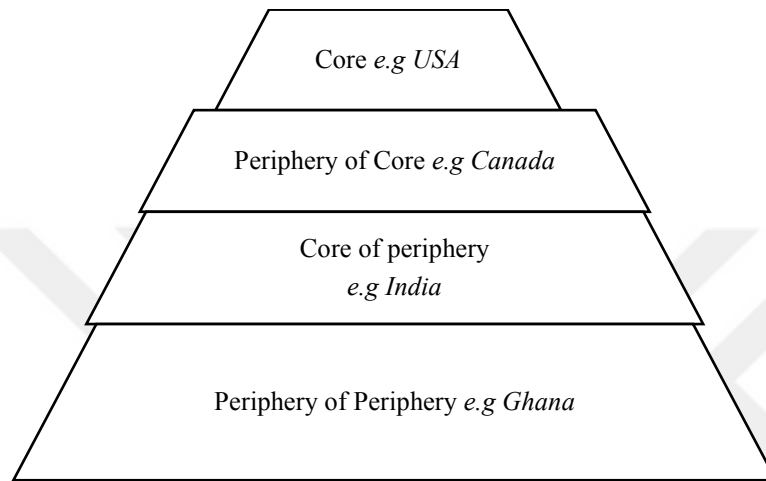 Core e.g USA
Periphery of Core e.g Canada
Core of periphery
e.g India
Periphery of Periphery e.g Ghana